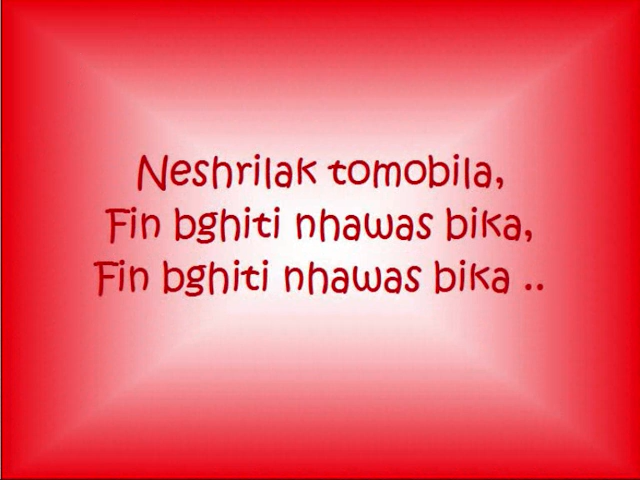 Neshrilak tomobila,
Fin bghiti nhawas bika,
Fin bghiti nhawas bika ..